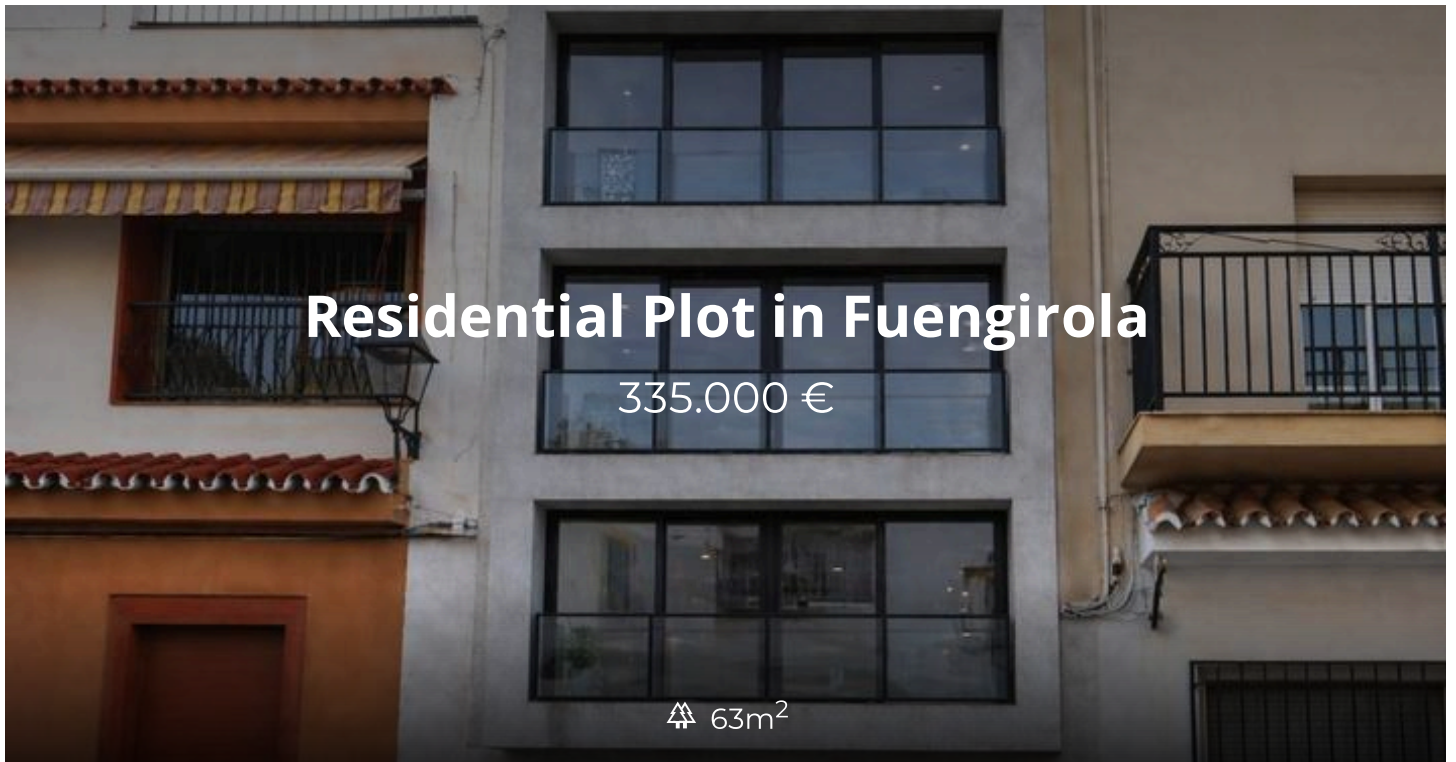 Residential Plot in Fuengirola
335.000 €
63m²